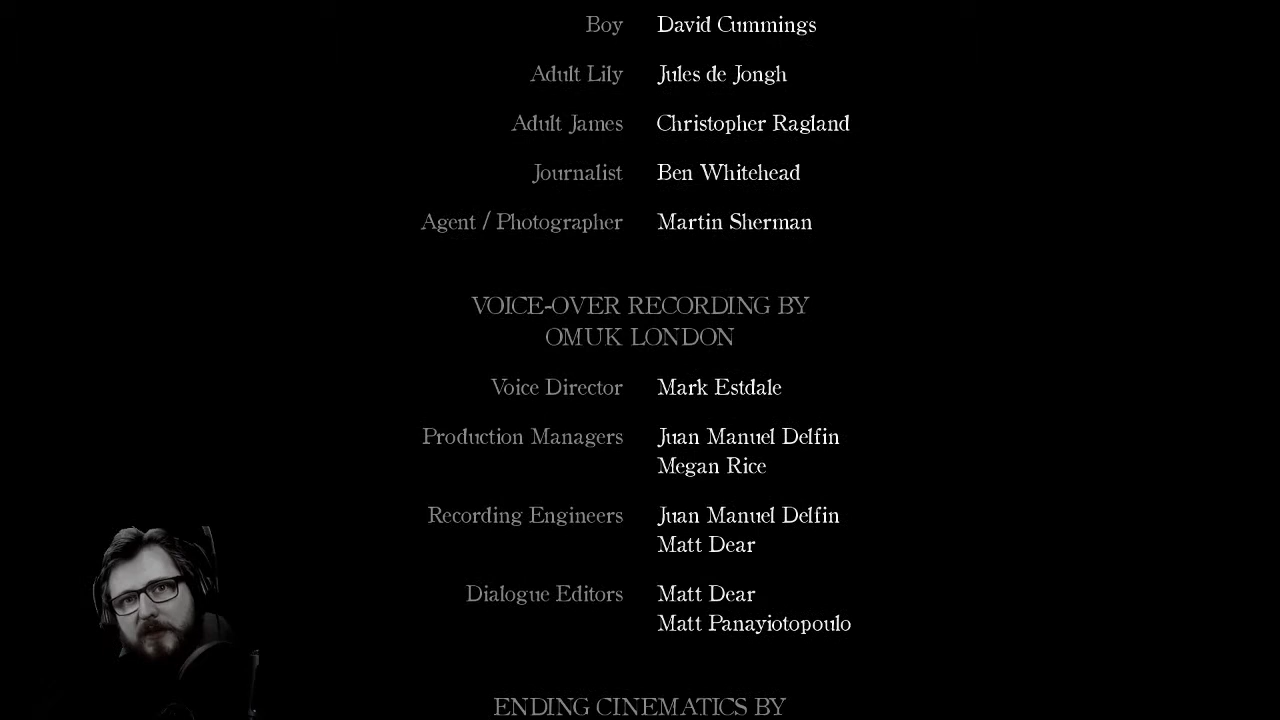 Boy David Cummings
Adult Lily Jules de Jongh
Adult James Christopher Ragland
Journalist Ben Whitehead
Agent / Photographer Martin Sherman
VOICE-OVER RECORDING BY
OMUK LONDON
Voice Director Mark Estdale
Production Managers Juan Manuel Delfin
Megan Rice
Recording Engineers Juan Manuel Delfin
Matt Dear
Dialogue Editors Matt Dear
Matt Panayiotopoulo
ENDING CINEMATICS BY